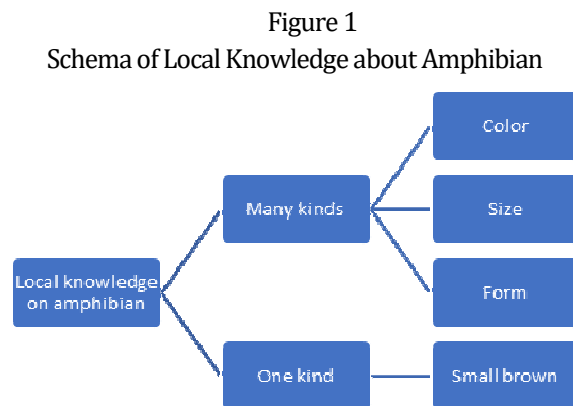 Figure 1
Schema of Local Knowledge about Amphibian
Color
Many kinds
Size
Local knowledge
on amphibian
Form
One kind
Small brown